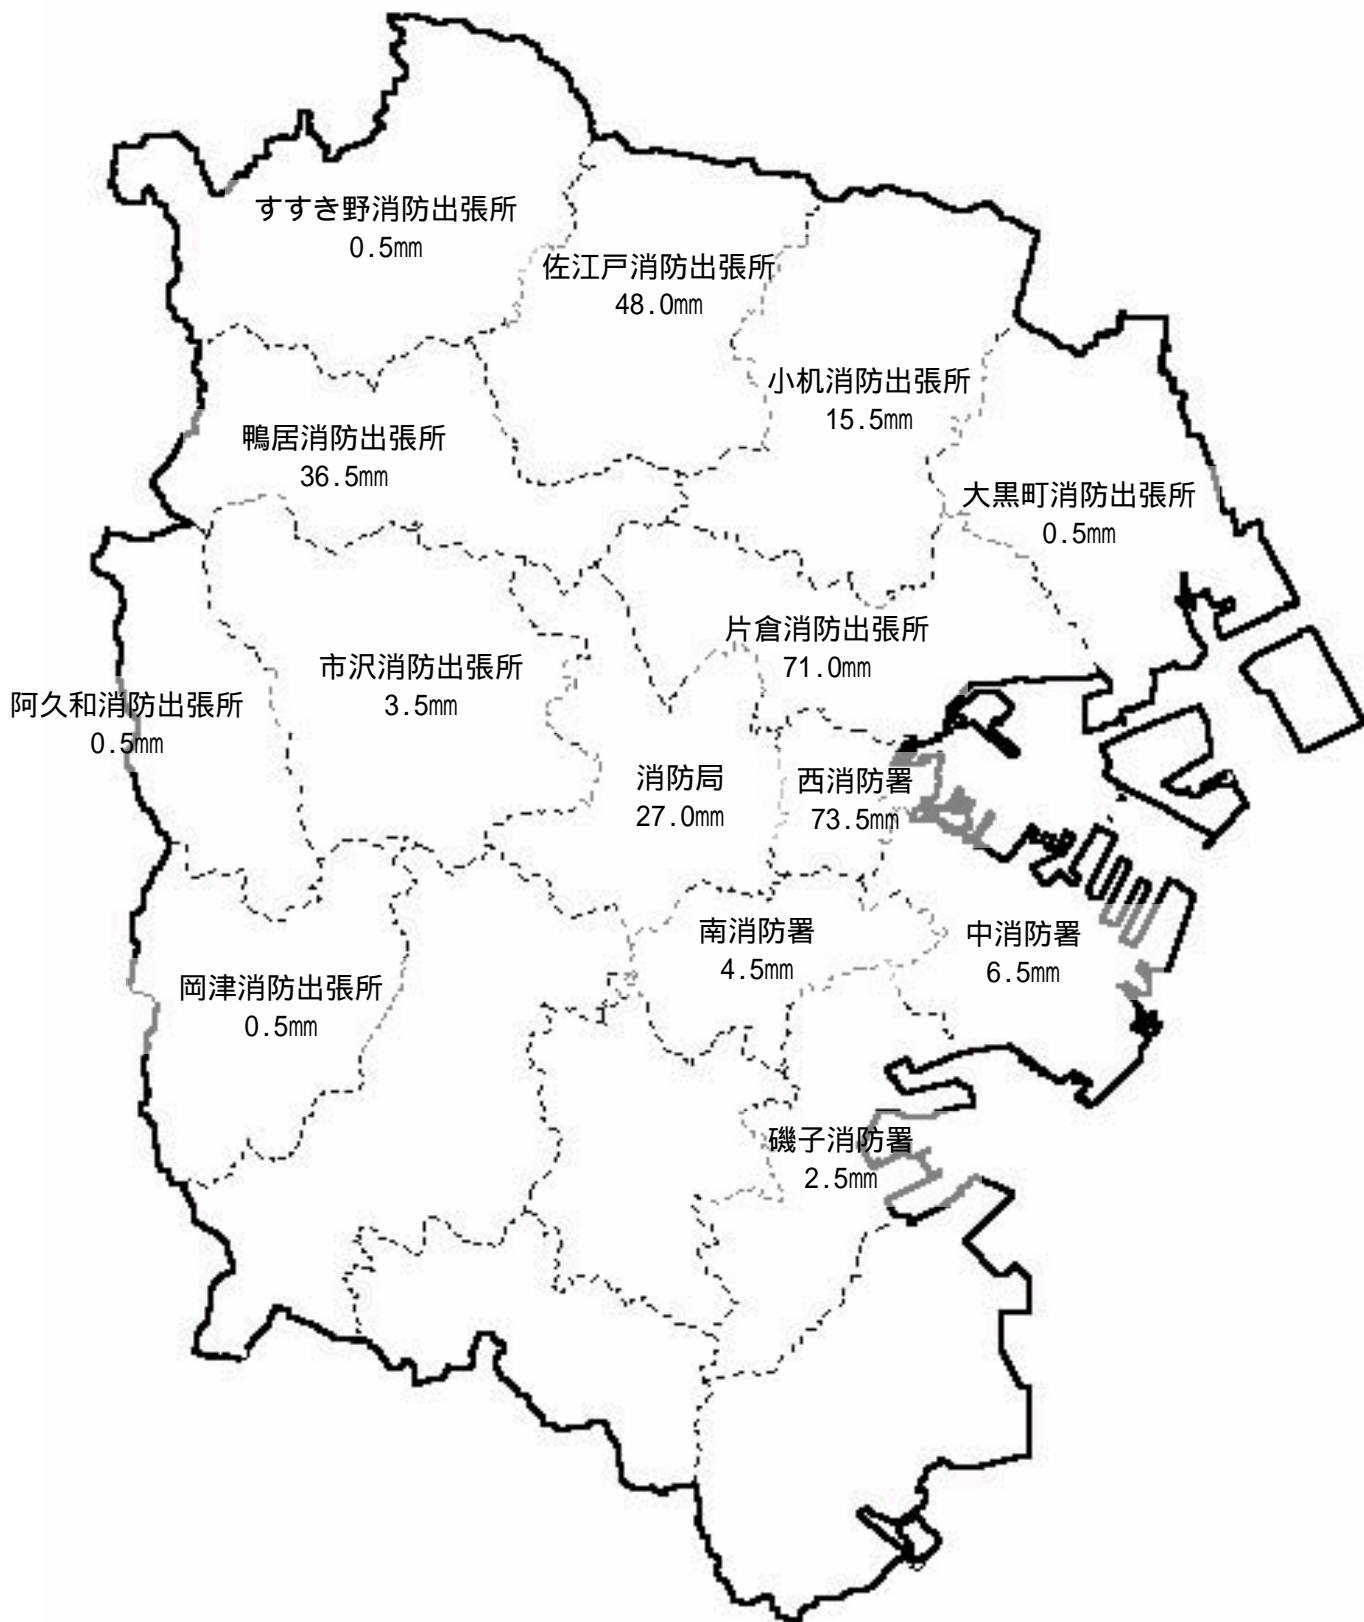 すすき野消防出張所
0.5mm
佐江戸消防出張所
48.0mm
小机消防出張所
15.5mm
鴨居消防出張所
36.5mm
大黒町消防出張所
0.5mm
片倉消防出張所
71.0mm
市沢消防出張所
3.5mm
阿久和消防出張所
0.5mm
消防局
27.0mm
西消防署
73.5mm
南消防署
4.5mm
中消防署
6.5mm
岡津消防出張所
0.5mm
磯子消防署
2.5mm